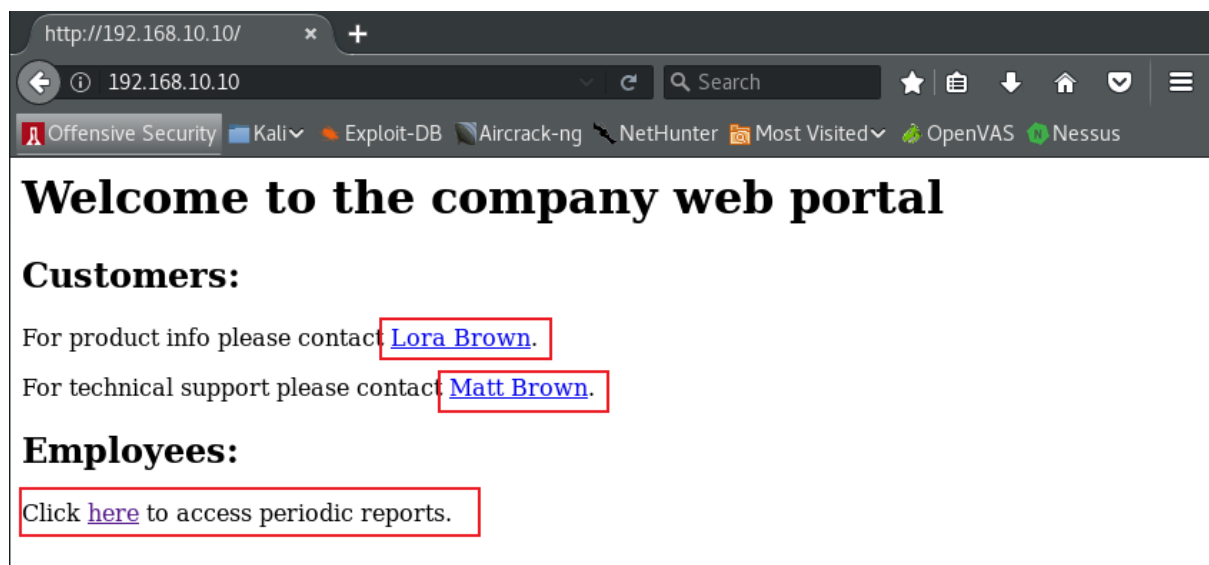 http://192.168.10.10/
192.168.10.10 Search
Offensive Security Kali Exploit-DB Aircrack-ng NetHunter Most Visited OpenVAS N Nessus
Welcome to the company web portal
Customers:
For product info please contact Lora Brown.
For technical support please contact Matt Brown.
Employees:
Click here to access periodic reports.